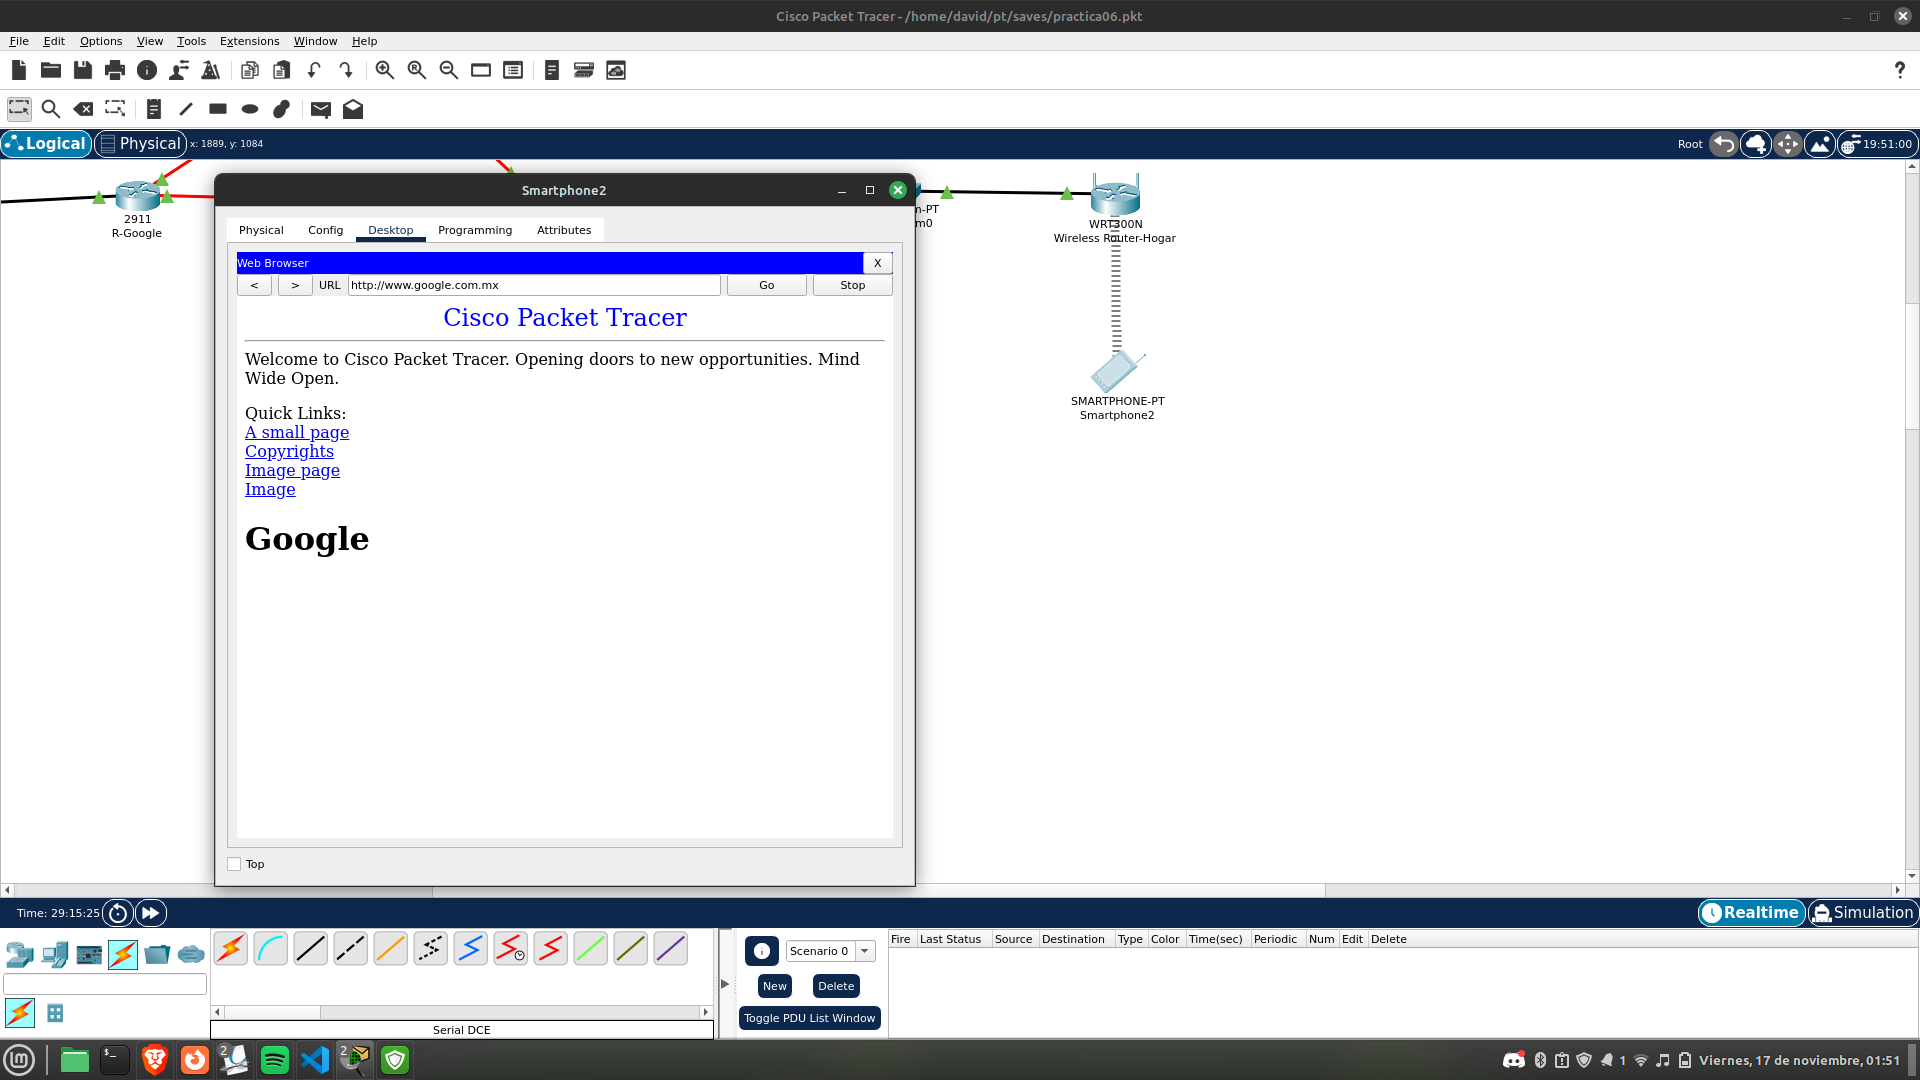 Cisco Packet Tracer - /home/david/pt/saves/practica06.pkt
File Edit Options View Tools Extensions Window Help
Logical Physical x: 1889, y: 1084 Root 19:51:00
2911
R-Google
m-PT
m0
WRT300N
Wireless Router-Hogar
SMARTPHONE-PT
Smartphone2
Smartphone2
Physical Config Desktop Programming Attributes
Web Browser X
< > URL http://www.google.com.mx Go Stop
Cisco Packet Tracer
Welcome to Cisco Packet Tracer. Opening doors to new opportunities. Mind
Wide Open.
Quick Links:
A small page
Copyrights
Image page
Image
Google
Top
Time: 29:15:25 Realtime Simulation
Scenario 0
New Delete
Toggle PDU List Window
Fire Last Status Source Destination Type Color Time(sec) Periodic Num Edit Delete
Serial DCE
2 2 1 Viernes, 17 de noviembre, 01:51